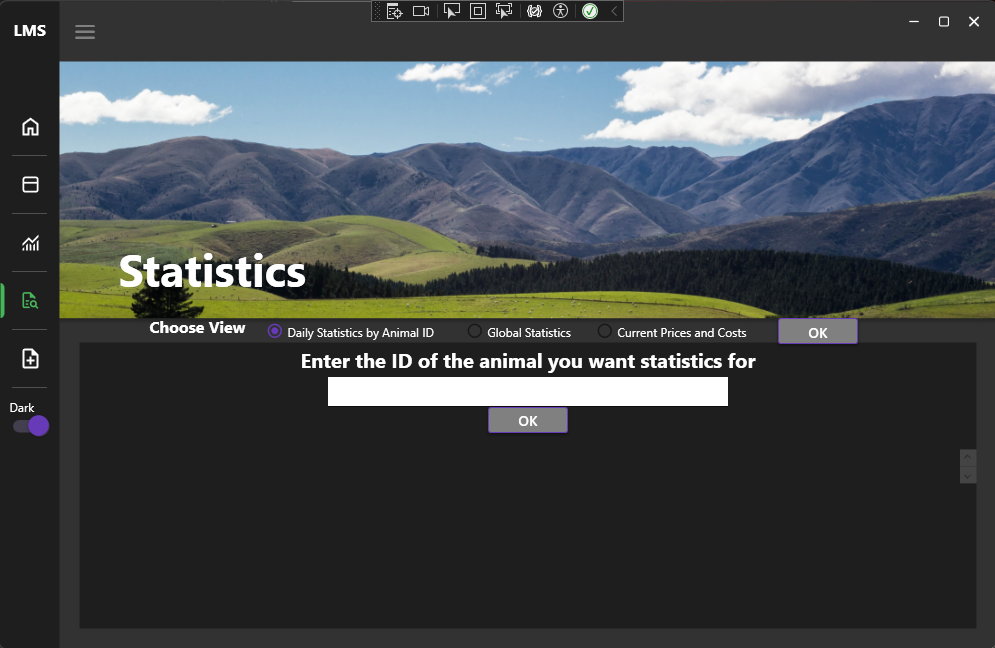 LMS
Statistics
Choose View
Daily Statistics by Animal ID
Global Statistics
Current Prices and Costs
OK
Enter the ID of the animal you want statistics for
OK
Dark